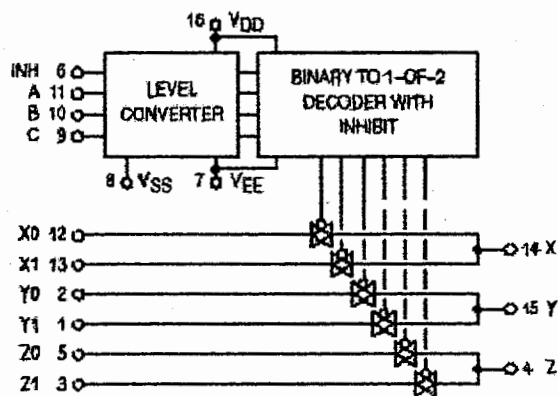 16 VDD
INH 6
A 11
B 10
C 9
LEVEL
CONVERTER
BINARY TO 1-OF-2
DECODER WITH
INHIBIT
8 VSS
7 VEE
X0 12
X1 13
14 X
Y0 2
Y1 1
15 Y
Z0 5
Z1 3
4 Z